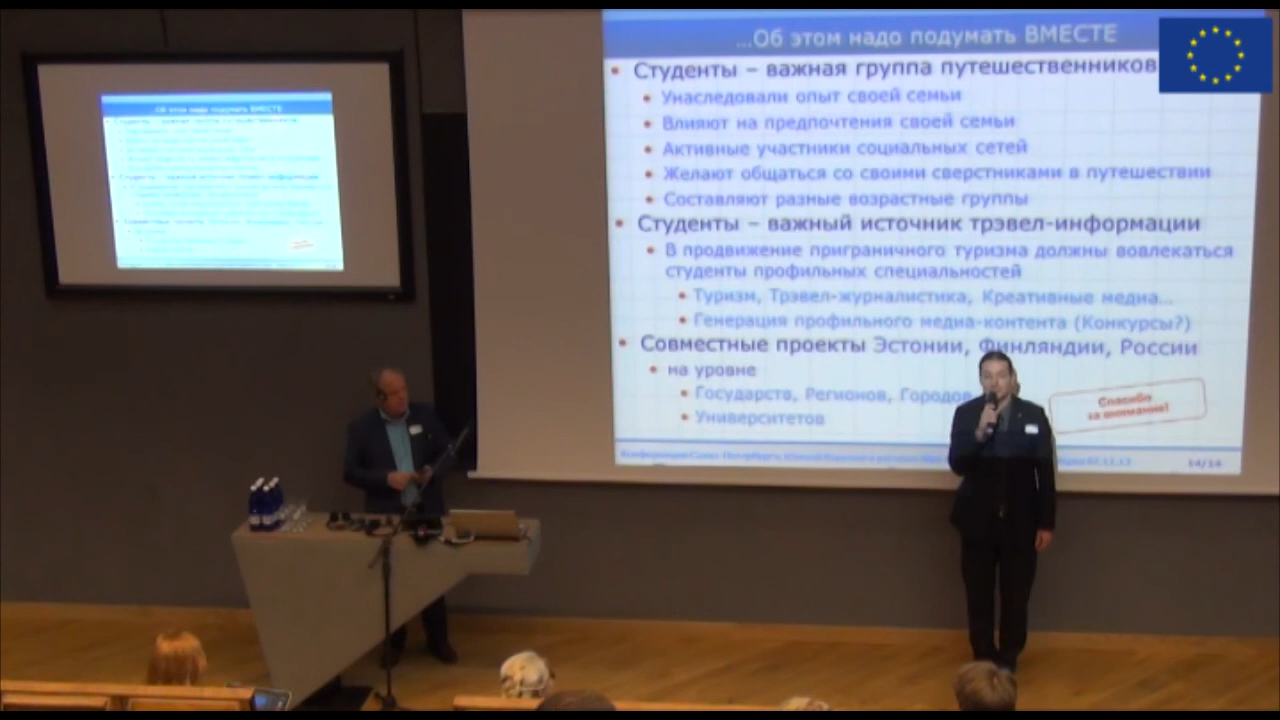 ...Об этом надо подумать ВМЕСТЕ
Студенты – важная группа путешественников
Унаследовали опыт своей семьи
Влияют на предпочтения своей семьи
Активные участники социальных сетей
Желают общаться со своими сверстниками в путешествии
Составляют разные возрастные группы
Студенты – важный источник трэвел-информации
В продвижение приграничного туризма должны вовлекаться
студенты профильных специальностей
Туризм, Трэвел-журналистика, Креативные медиа...
Генерация профильного медиа-контента (Конкурсы?)
Совместные проекты Эстонии, Финляндии, России
на уровне
Государств, Регионов, Городов
Университетов
Спасибо
за внимание!
14/14